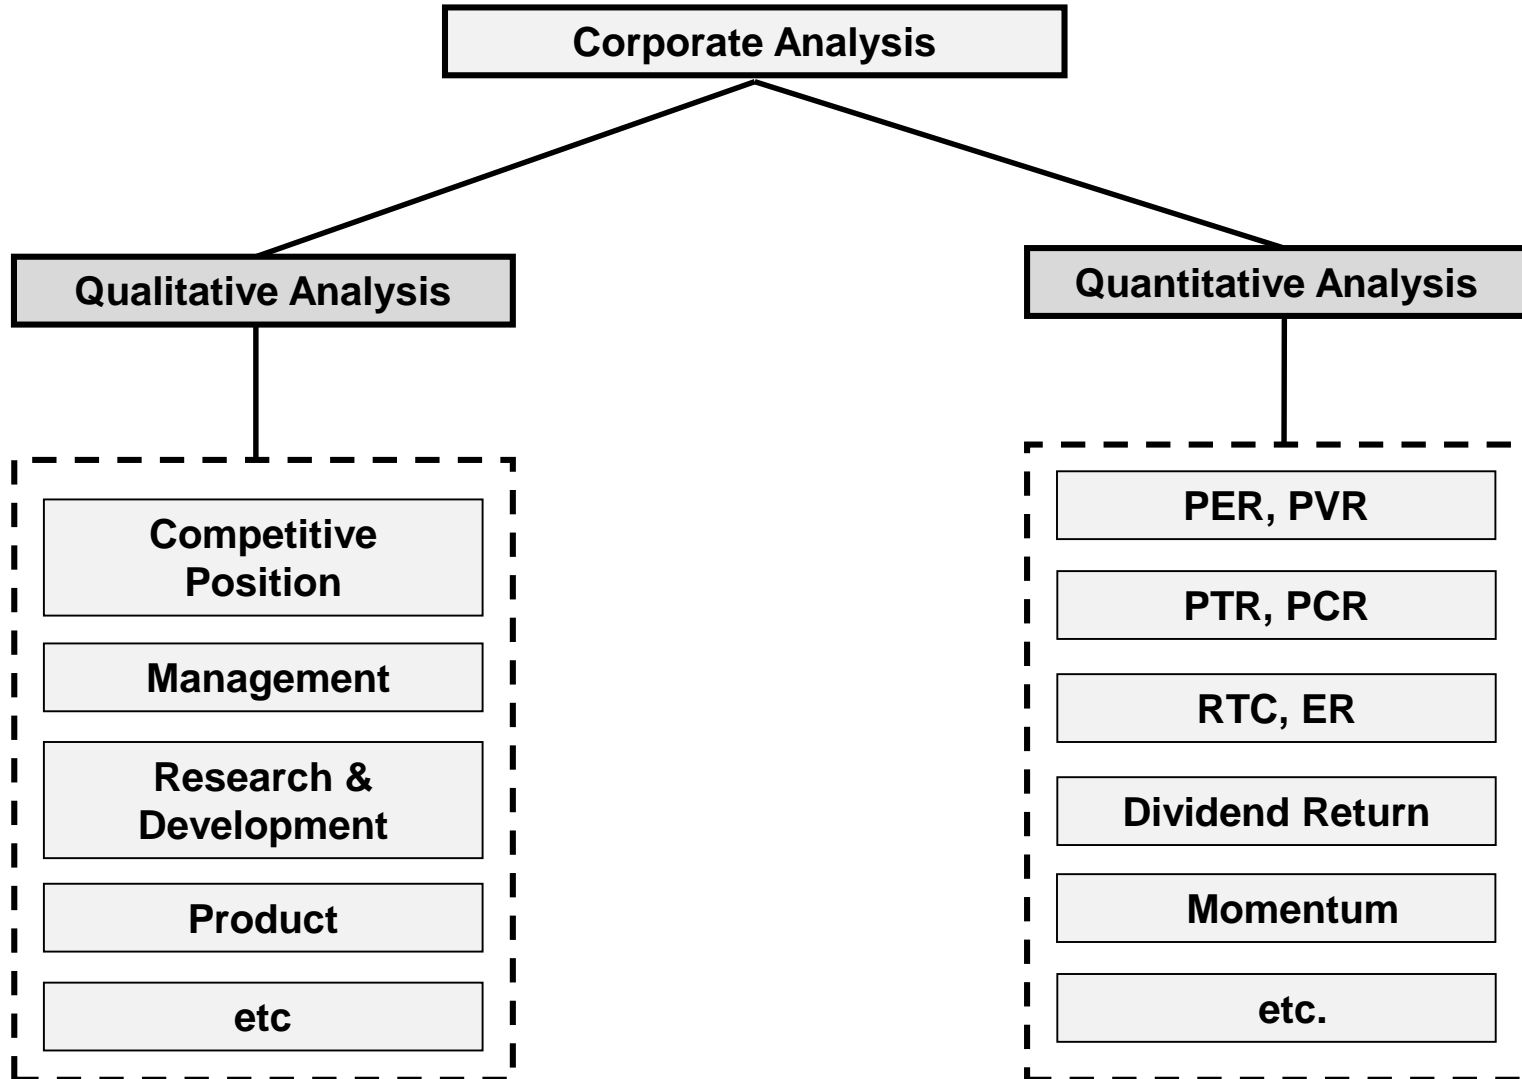 Corporate Analysis
Qualitative Analysis
Competitive
Position
Management
Research &
Development
Product
etc
Quantitative Analysis
PER, PVR
PTR, PCR
RTC, ER
Dividend Return
Momentum
etc.